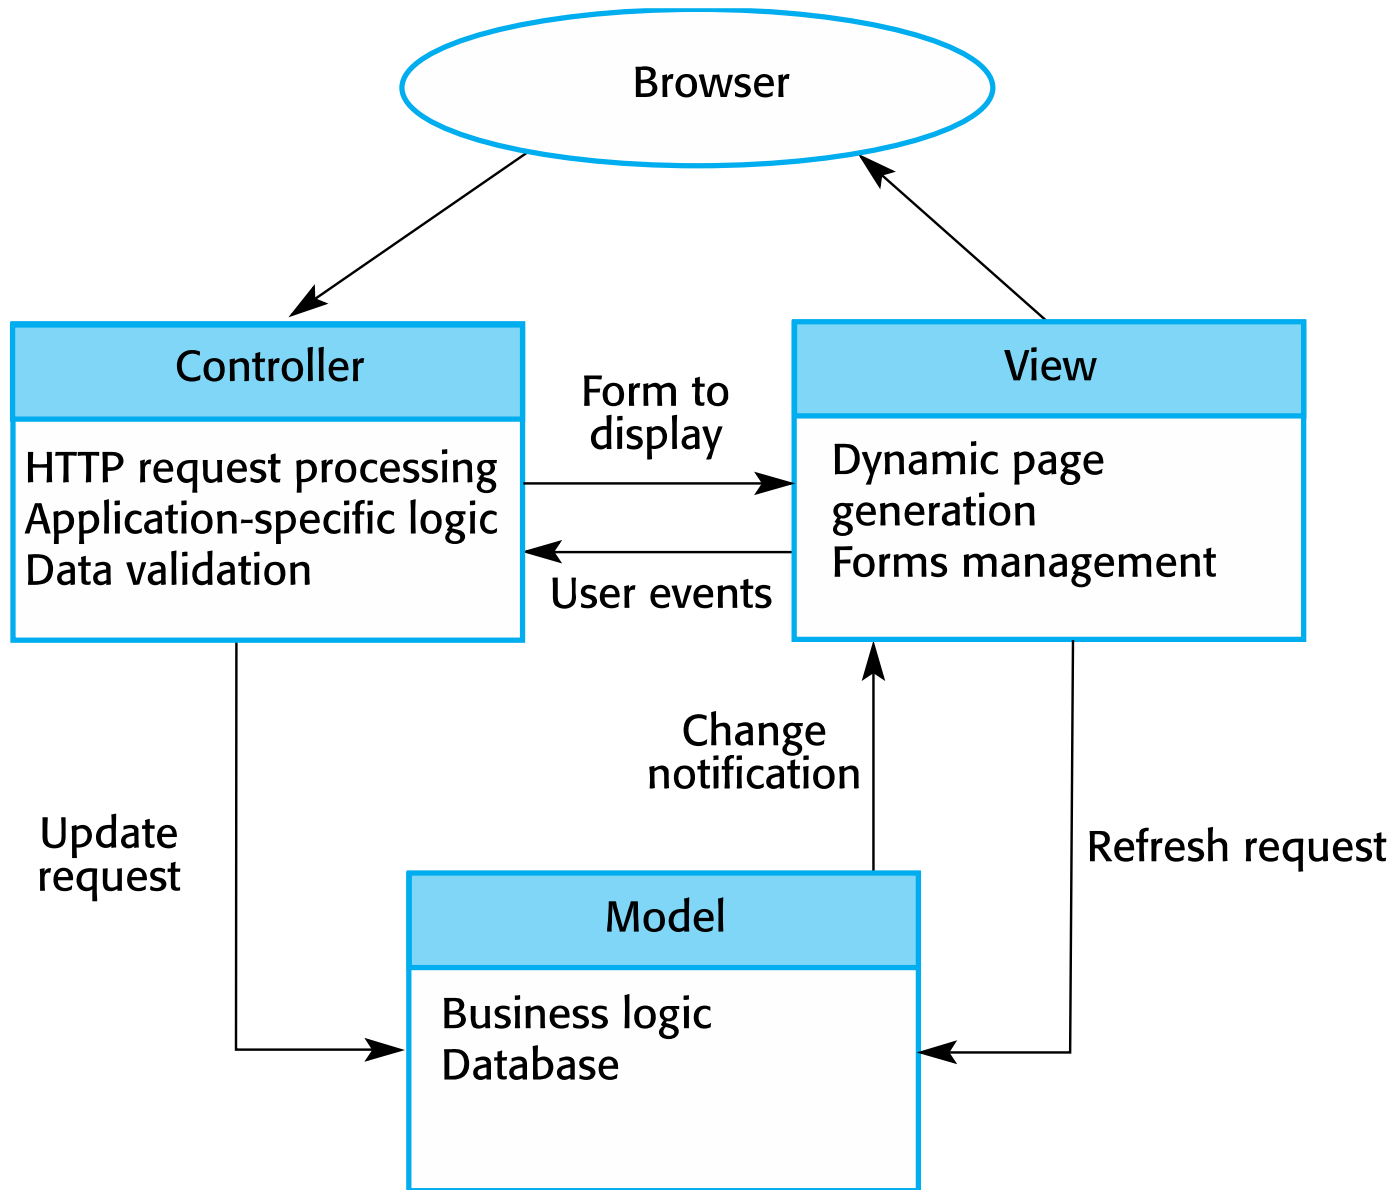 Browser
Controller
HTTP request processing
Application-specific logic
Data validation
Form to
display
User events
View
Dynamic page
generation
Forms management
Update
request
Change
notification
Refresh request
Model
Business logic
Database